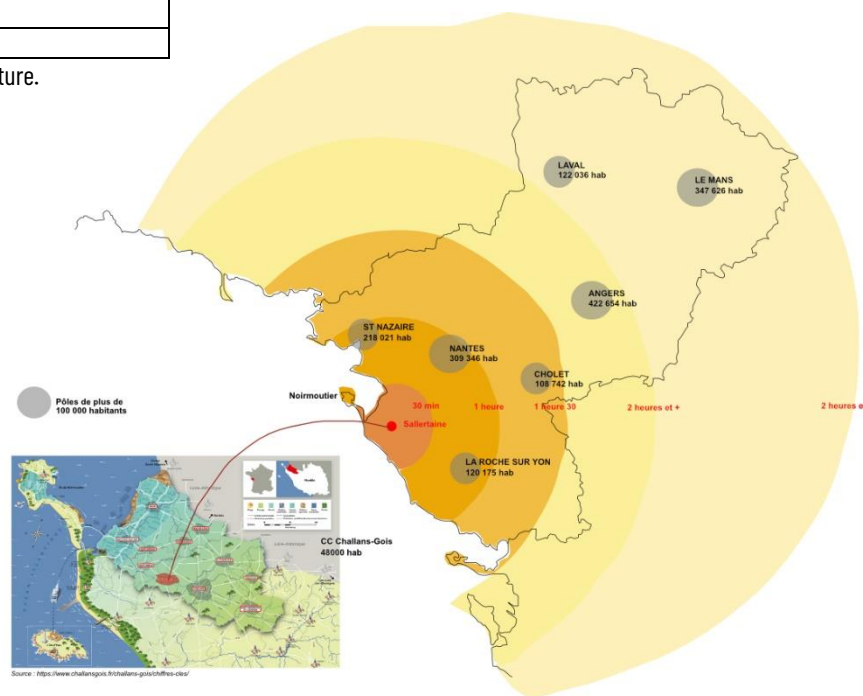 ture.
LAVAL
122 036 hab
LE MANS
347 626 hab
ANGERS
422 654 hab
ST NAZAIRE
218 021 hab
NANTES
309 346 hab
CHOLET
108 742 hab
Noirmoutier
Pôles de plus de
100 000 habitants
30 min
1 heure
1 heure 30
2 heures et +
2 heures e
Sallertaine
LA ROCHE SUR YON
120 175 hab
CC Challans-Gois
48000 hab
Source : https://www.challansgois.fr/challans-gois/chiffres-cles/